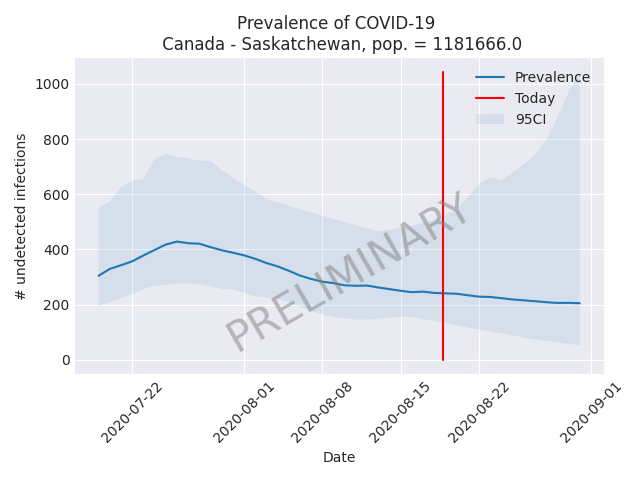 Prevalence of COVID-19
Canada - Saskatchewan, pop. = 1181666.0
1000
800
600
400
200
0
# undetected infections
Prevalence
Today
95CI
PRELIMINARY
2020-07-22
2020-08-01
2020-08-08
2020-08-15
2020-08-22
2020-09-01
Date